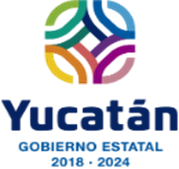 Yucatán
GOBIERNO ESTATAL
2018 · 2024